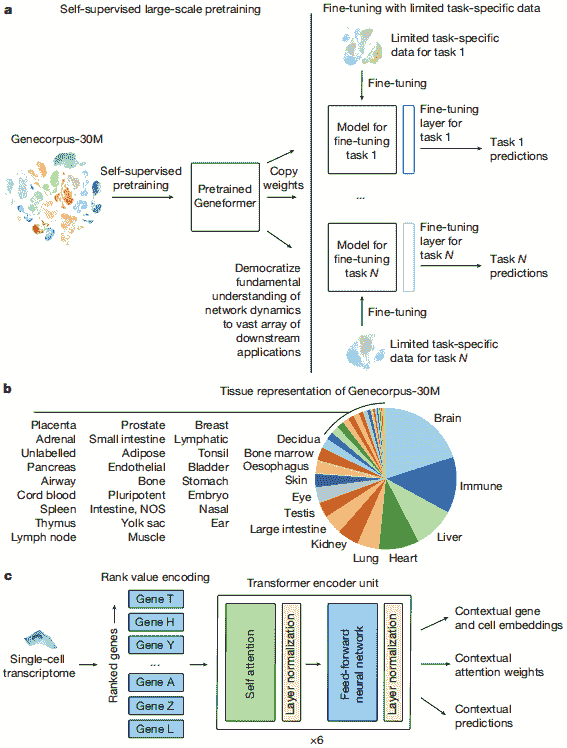 a
Self-supervised large-scale pretraining
Fine-tuning with limited task-specific data
Limited task-specific
data for task 1
Fine-tuning
Genecorpus-30M
Self-supervised
pretraining
Pretrained
Geneformer
Copy
weights
Model for
fine-tuning
task 1
Fine-tuning
layer for
task 1
Task 1
predictions
...
Model for
fine-tuning
task N
Fine-tuning
layer for
task N
Task N
predictions
Democratize
fundamental
understanding of
network dynamics
to vast array of
downstream
applications
Fine-tuning
Limited task-specific
data for task N
b
Tissue representation of Genecorpus-30M
Placenta
Adrenal
Unlabelled
Pancreas
Airway
Cord blood
Spleen
Thymus
Lymph node
Prostate
Small intestine
Adipose
Endothelial
Bone
Pluripotent
Intestine, NOS
Yolk sac
Muscle
Breast
Lymphatic
Tonsil
Bladder
Stomach
Embryo
Nasal
Ear
Decidua
Bone marrow
Oesophagus
Skin
Eye
Testis
Large intestine
Kidney
Lung
Heart
Liver
Immune
Brain
c
Rank value encoding
Transformer encoder unit
Single-cell
transcriptome
Ranked genes
Gene T
Gene H
Gene Y
...
Gene A
Gene Z
Gene L
Self attention
Layer normalization
Feed-forward
neural network
Layer normalization
×6
Contextual gene
and cell embeddings
Contextual
attention weights
Contextual
predictions